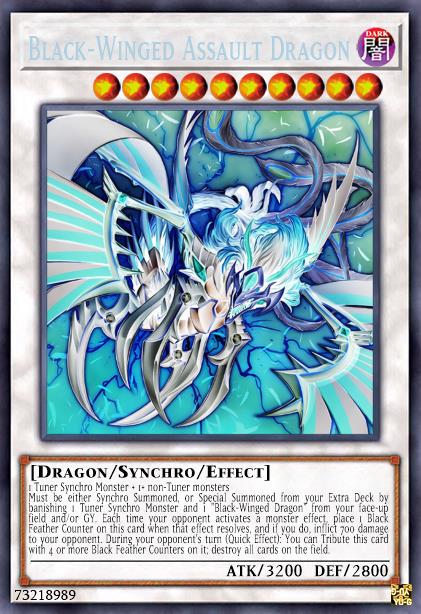 Black-Winged Assault Dragon
DARK
闇
[Dragon/Synchro/Effect]
1 Tuner Synchro Monster + 1+ non-Tuner monsters
Must be either Synchro Summoned, or Special Summoned from your Extra Deck by
banishing 1 Tuner Synchro Monster and 1 "Black-Winged Dragon" from your face-up
field and/or GY. Each time your opponent activates a monster effect, place 1 Black
Feather Counter on this card when that effect resolves, and if you do, inflict 700 damage
to your opponent. During your opponent's turn (Quick Effect): You can Tribute this card
with 4 or more Black Feather Counters on it; destroy all cards on the field.
ATK/3200 DEF/2800
73218989